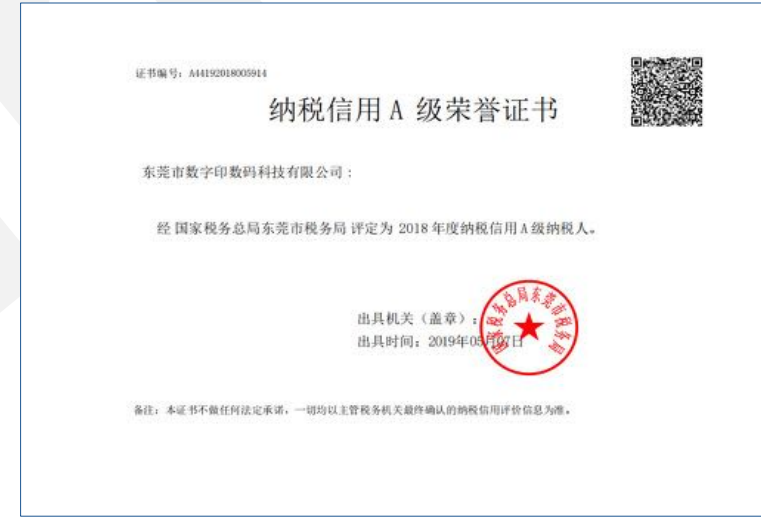 证书编号：A44192018005914
纳税信用 A 级荣誉证书
东莞市数字印数码科技有限公司：
经 国家税务总局东莞市税务局 评定为 2018 年度纳税信用 A 级纳税人。
国家税务总局东莞市税务局
出具机关（盖章）：
出具时间：2019年05月07日
备注：本证书不做任何法定承诺，一切均以主管税务机关最终确认的纳税信用评价信息为准。